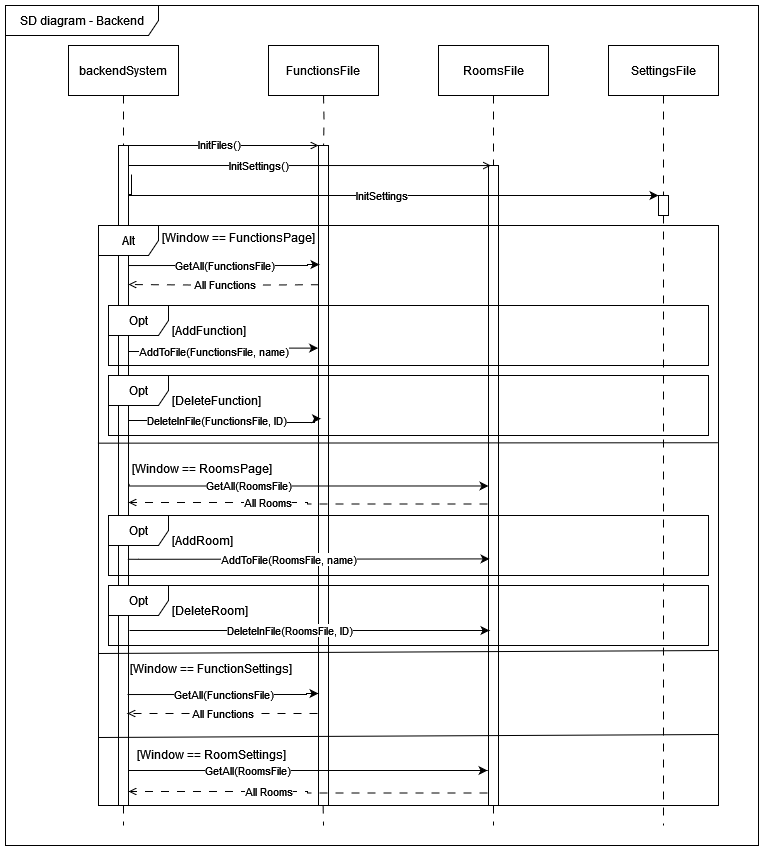 SD diagram - Backend
backendSystem
FunctionsFile
RoomsFile
SettingsFile
InitFiles()
InitSettings()
InitSettings
Alt
[Window == FunctionsPage]
GetAll(FunctionsFile)
All Functions
Opt
[AddFunction]
AddToFile(FunctionsFile, name)
Opt
[DeleteFunction]
DeleteInFile(FunctionsFile, ID)
[Window == RoomsPage]
GetAll(RoomsFile)
All Rooms
Opt
[AddRoom]
AddToFile(RoomsFile, name)
Opt
[DeleteRoom]
DeleteInFile(RoomsFile, ID)
[Window == FunctionSettings]
GetAll(FunctionsFile)
All Functions
[Window == RoomSettings]
GetAll(RoomsFile)
All Rooms